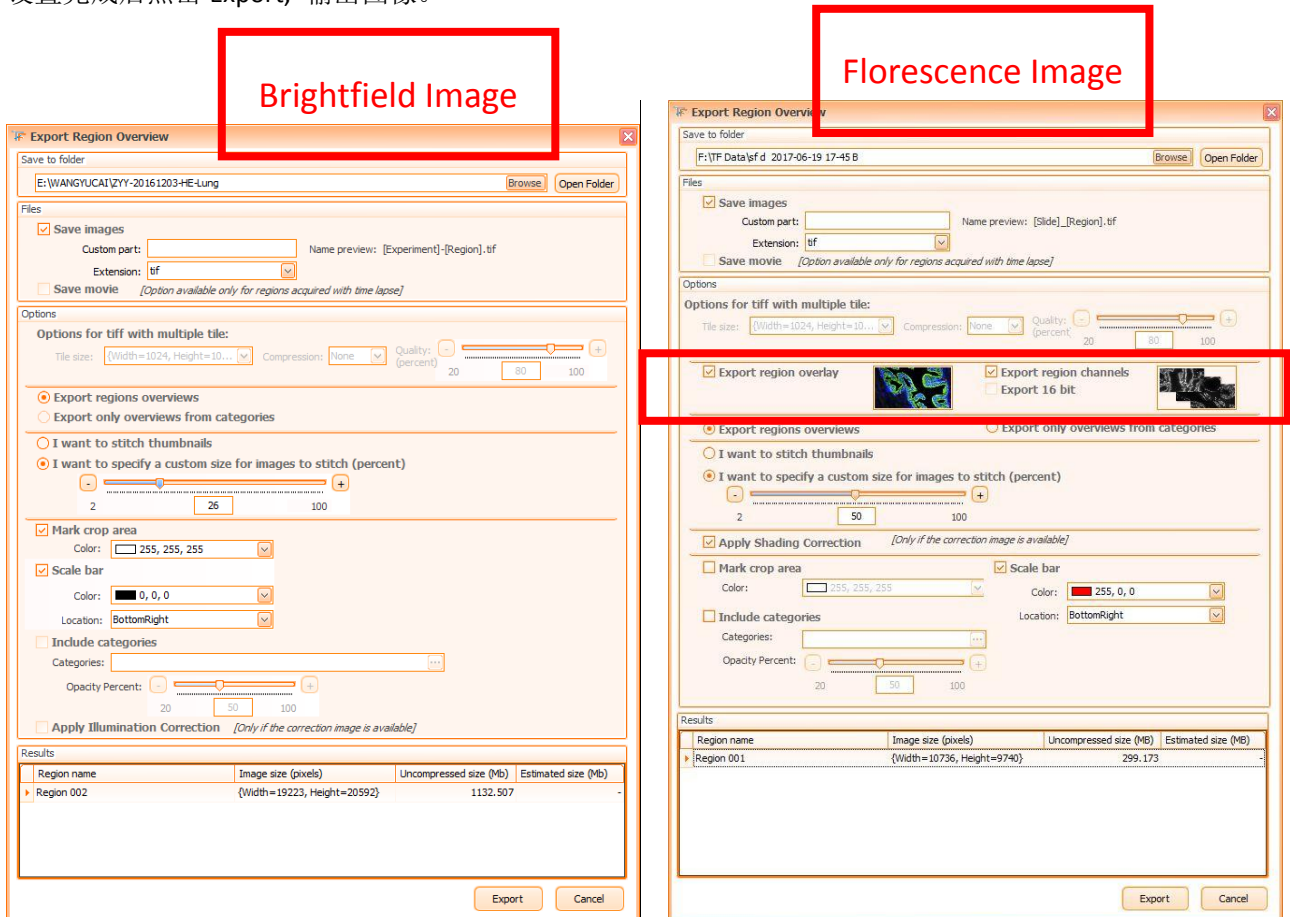 设置完成后点击 Export, 输出图像。
Brightfield Image
Export Region Overview
Save to folder
E:\WANGYUCAI\ZYY-20161203-HE-Lung
Browse
Open Folder
Files
Save images
Custom part:
Name preview: [Experiment]-[Region].tif
Extension: tif
Save movie [Option available only for regions acquired with time lapse]
Options
Options for tiff with multiple tile:
Tile size: {Width=1024, Height=10... Compression: None Quality: (percent) - +
20 80 100
Export regions overviews
Export only overviews from categories
I want to stitch thumbnails
I want to specify a custom size for images to stitch (percent)
- +
2 26 100
Mark crop area
Color: 255, 255, 255
Scale bar
Color: 0, 0, 0
Location: BottomRight
Include categories
Categories: ...
Opacity Percent: - +
20 50 100
Apply Illumination Correction [Only if the correction image is available]
Results
Region name Image size (pixels) Uncompressed size (Mb) Estimated size (Mb)
Region 002 {Width=19223, Height=20592} 1132.507 -
Export Cancel
Florescence Image
Export Region Overview
Save to folder
F:\TF Data\sf d 2017-06-19 17-45 B
Browse
Open Folder
Files
Save images
Custom part:
Name preview: [Slide]_[Region].tif
Extension: tif
Save movie [Option available only for regions acquired with time lapse]
Options
Options for tiff with multiple tile:
Tile size: {Width=1024, Height=10... Compression: None Quality: (percent) - +
20 80 100
Export region overlay Export region channels
Export 16 bit
Export regions overviews Export only overviews from categories
I want to stitch thumbnails
I want to specify a custom size for images to stitch (percent)
- +
2 50 100
Apply Shading Correction [Only if the correction image is available]
Mark crop area Scale bar
Color: 255, 255, 255 Color: 255, 0, 0
Include categories Location: BottomRight
Categories: ...
Opacity Percent: - +
20 50 100
Results
Region name Image size (pixels) Uncompressed size (MB) Estimated size (MB)
Region 001 {Width=10736, Height=9740} 299.173 -
Export Cancel